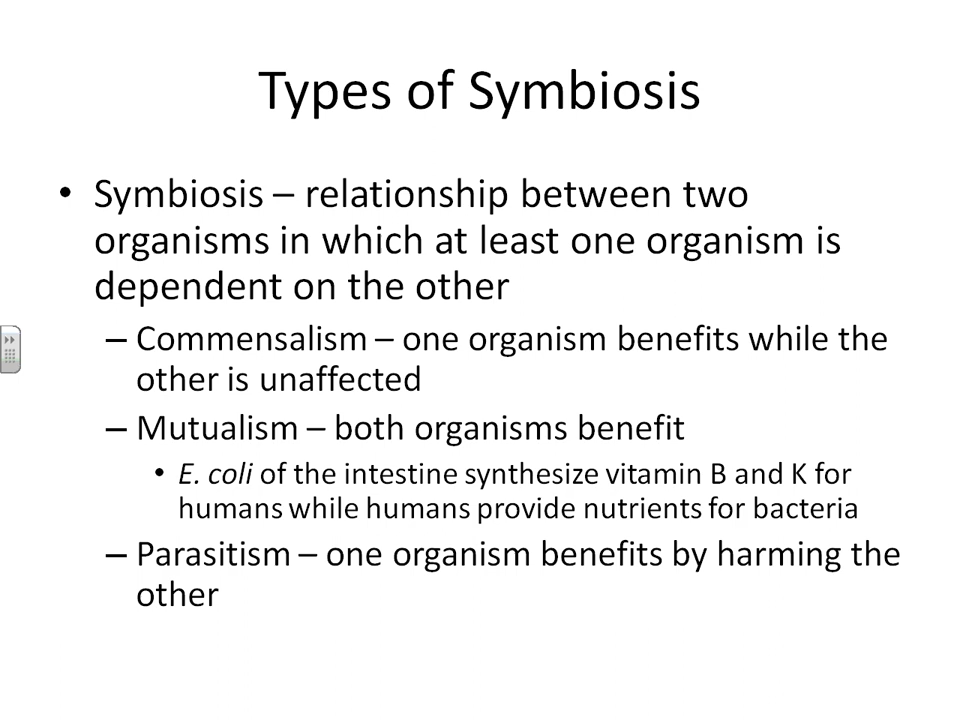 Types of Symbiosis
• Symbiosis – relationship between two
organisms in which at least one organism is
dependent on the other
– Commensalism – one organism benefits while the
other is unaffected
– Mutualism – both organisms benefit
• E. coli of the intestine synthesize vitamin B and K for
humans while humans provide nutrients for bacteria
– Parasitism – one organism benefits by harming the
other